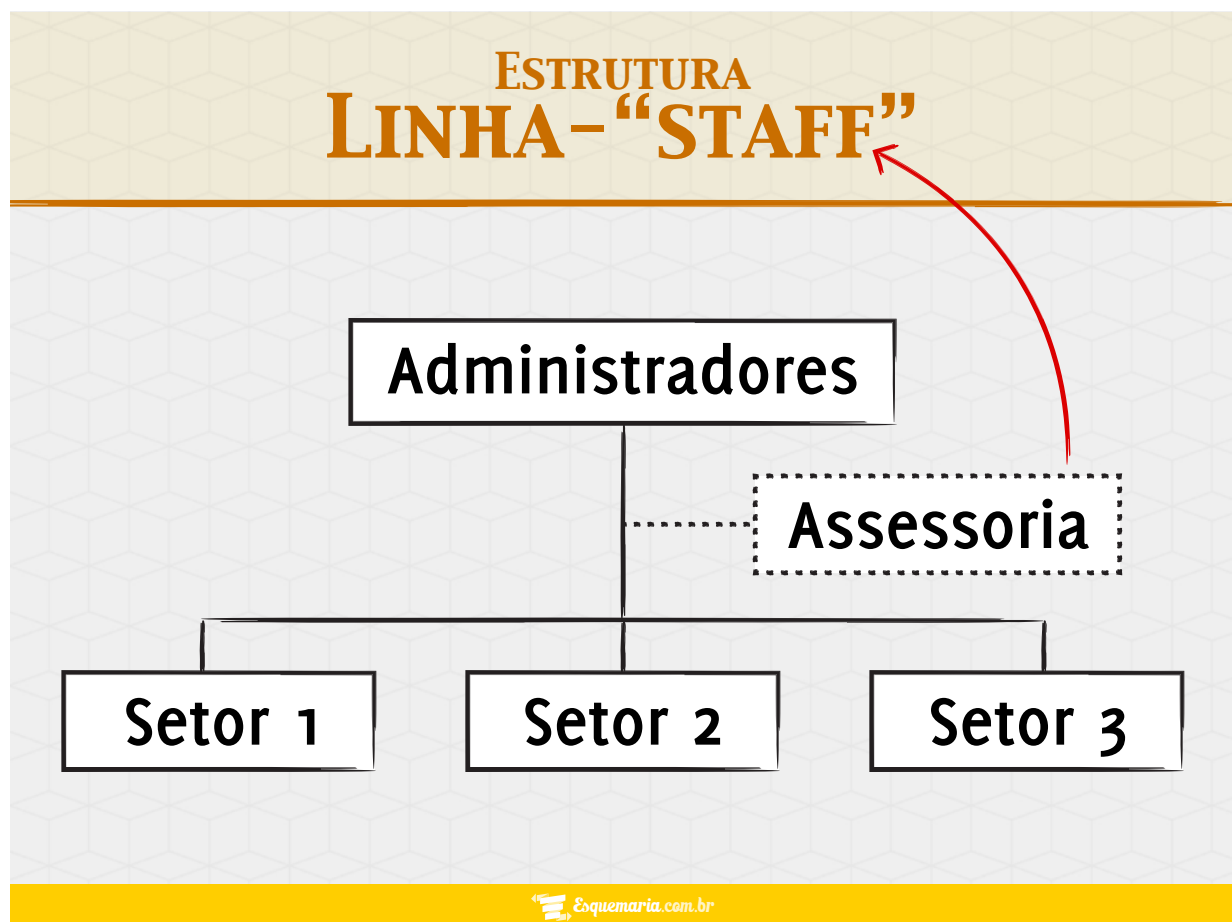 Estrutura
Linha-“staff”
Administradores
Assessoria
Setor 1
Setor 2
Setor 3
Esquemaria.com.br